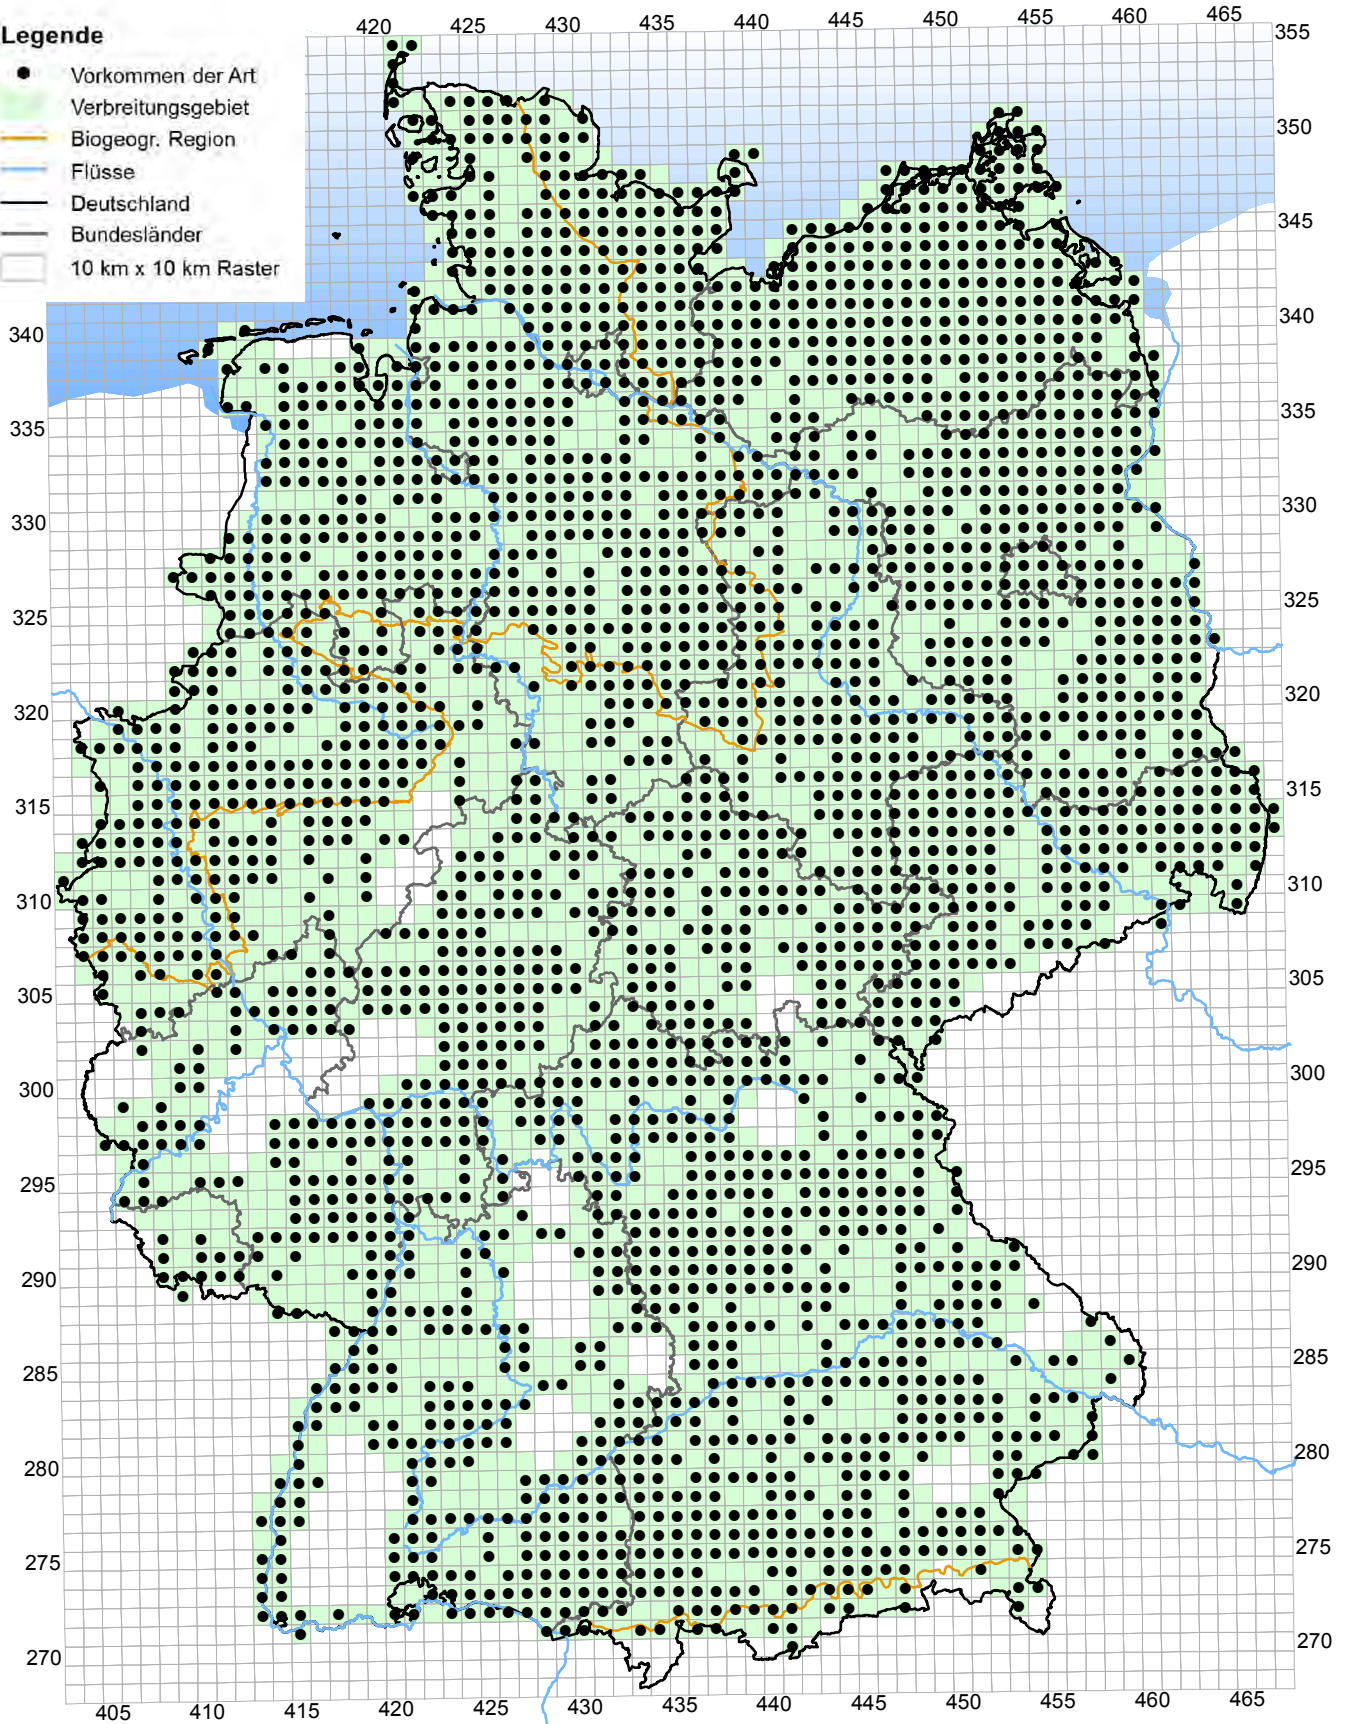 Legende
Vorkommen der Art
Verbreitungsgebiet
Biogeogr. Region
Flüsse
Deutschland
Bundesländer
10 km x 10 km Raster
420 425 430 435 440 445 450 455 460 465
355
350
345
340 340
335 335
330 330
325 325
320 320
315 315
310 310
305 305
300 300
295 295
290 290
285 285
280 280
275 275
270 270
405 410 415 420 425 430 435 440 445 450 455 460 465